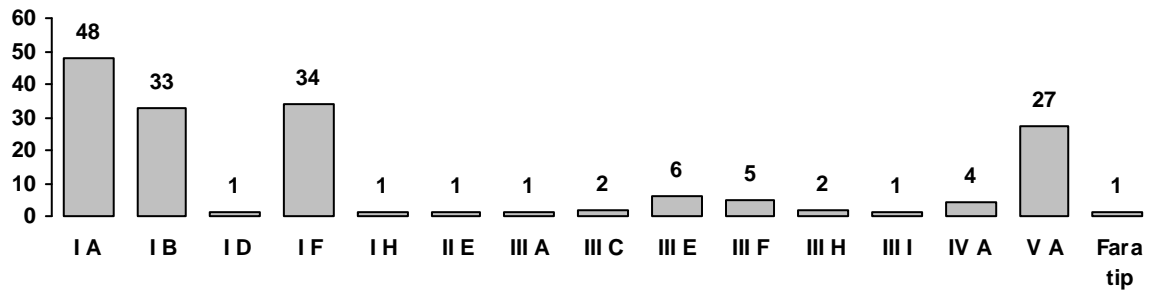 60
50
40
30
20
10
0
48
33
1
34
1
1
1
2
6
5
2
1
4
27
1
I A
I B
I D
I F
I H
II E
III A
III C
III E
III F
III H
III I
IV A
V A
Fara
tip